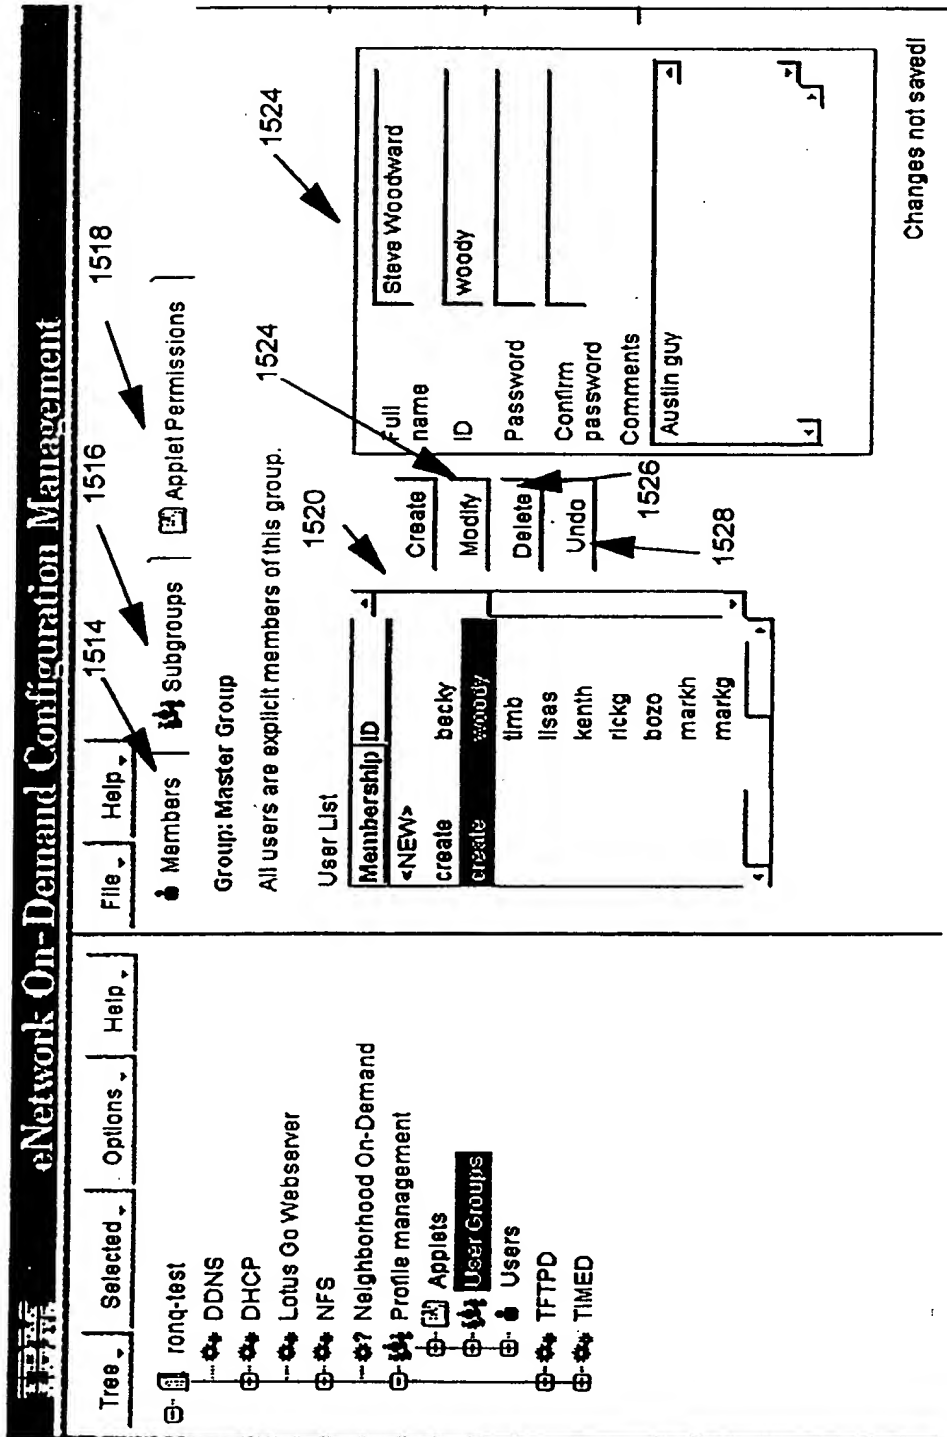 eNetwork On-Demand Configuration Management
Tree Selected Options Help
ronq-test
DDNS
DHCP
Lotus Go Webserver
NFS
? Neighborhood On-Demand
Profile management
Applets
User Groups
Users
TFTPD
TIMED
File Help
1514
1516
1518
Members
Subgroups
Applet Permissions
Group: Master Group
All users are explicit members of this group.
1524
1524
User List
1520
Membership ID
<NEW>
create becky
create woody
timb
lisas
kenth
rickg
bozo
markh
markg
Create
Modify
Delete
Undo
1526
1528
Full name
Steve Woodward
ID
woody
Password
Confirm password
Comments
Austin guy
Changes not saved!